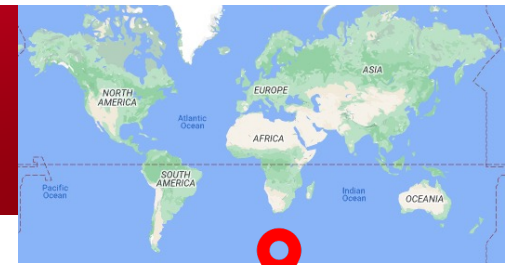 ASIA
NORTH
AMERICA
EUROPE
Atlantic
Ocean
AFRICA
SOUTH
AMERICA
Pacific
Ocean
Indian
Ocean
OCEANIA